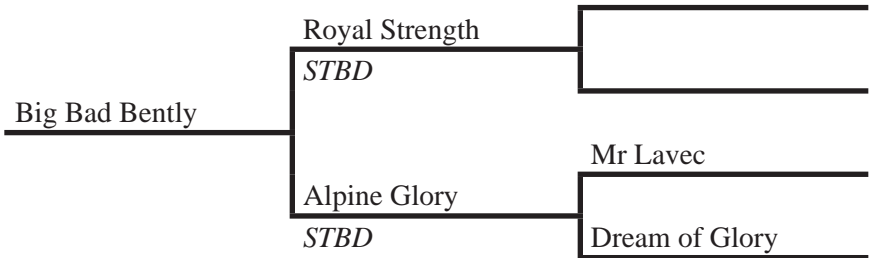 Royal Strength
STBD
Big Bad Bently
Mr Lavec
Alpine Glory
STBD
Dream of Glory